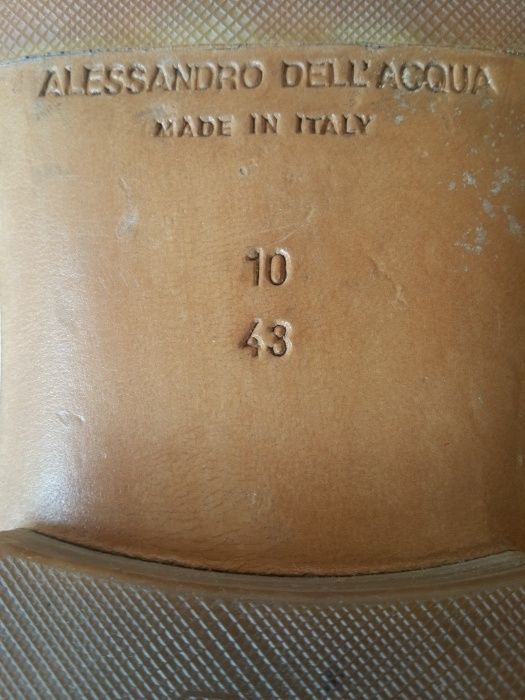 ALESSANDRO DELL'ACQUA
MADE IN ITALY
10
43